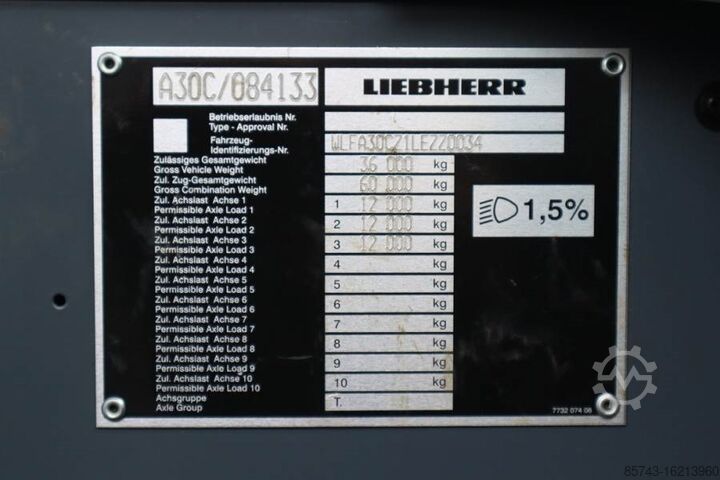 A30C/084133 LIEBHERR
Betriebserlaubnis Nr.
Type - Approval Nr.
Fahrzeug-
Identifizierungs-Nr. WLFA30CZ1LEZZ0034
Zulässiges Gesamtgewicht
Gross Vehicle Weight 36 000 kg
Zul. Zug-Gesamtgewicht
Gross Combination Weight 60 000 kg
Zul. Achslast Achse 1
Permissible Axle Load 1 1 12 000 kg
Zul. Achslast Achse 2
Permissible Axle Load 2 2 12 000 kg
Zul. Achslast Achse 3
Permissible Axle Load 3 3 12 000 kg
Zul. Achslast Achse 4
Permissible Axle Load 4 4 kg
Zul. Achslast Achse 5
Permissible Axle Load 5 5 kg
Zul. Achslast Achse 6
Permissible Axle Load 6 6 kg
Zul. Achslast Achse 7
Permissible Axle Load 7 7 kg
Zul. Achslast Achse 8
Permissible Axle Load 8 8 kg
Zul. Achslast Achse 9
Permissible Axle Load 9 9 kg
Zul. Achslast Achse 10
Permissible Axle Load 10 10 kg
Achsgruppe
Axle Group T.
1,5%
7732 074 08
85743-16213960